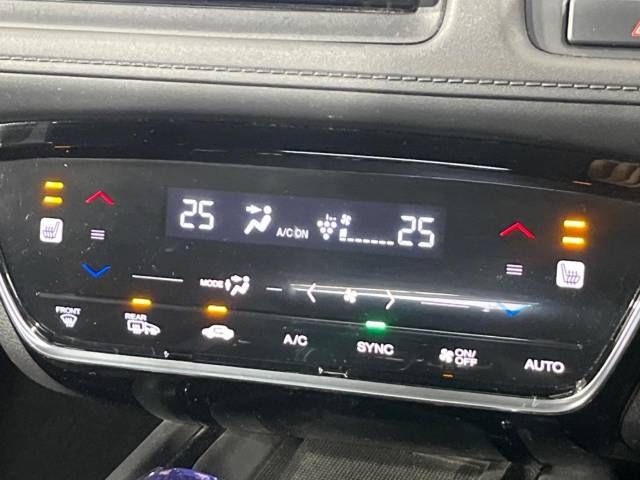 25 A/C ON 25
MODE
FRONT
REAR
A/C
SYNC
ON/
OFF
AUTO